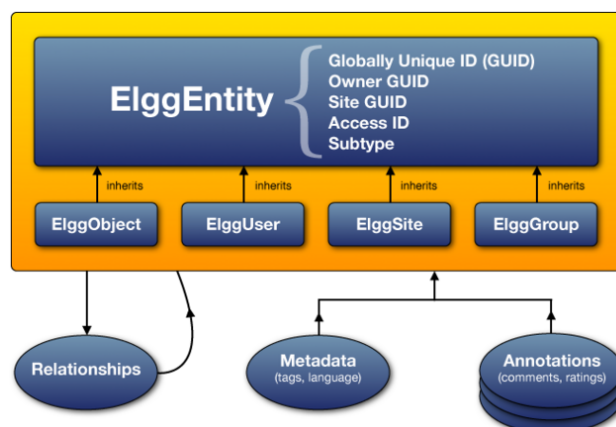 ElggEntity
Globally Unique ID (GUID)
Owner GUID
Site GUID
Access ID
Subtype
inherits
inherits
inherits
inherits
ElggObject
ElggUser
ElggSite
ElggGroup
Relationships
Metadata
(tags, language)
Annotations
(comments, ratings)